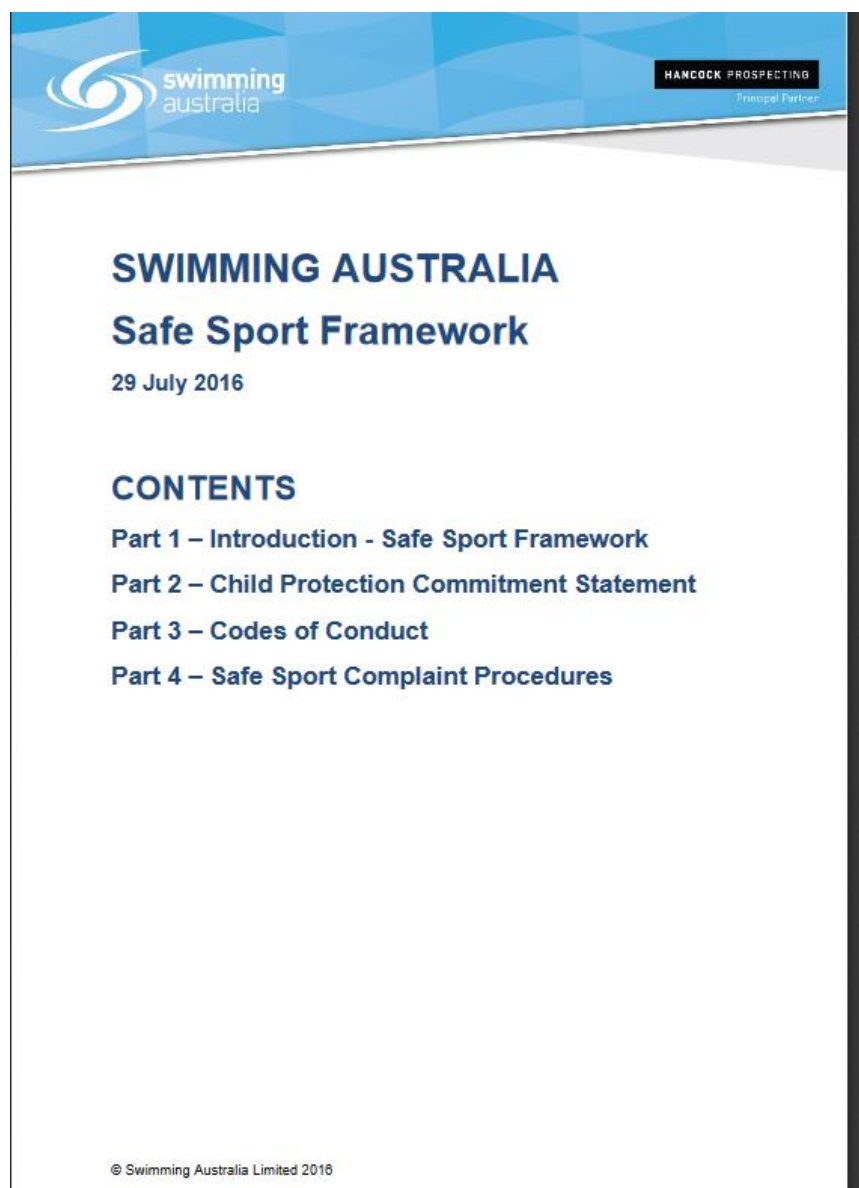 swimming
australia
HANCOCK PROSPECTING
Principal Partner
SWIMMING AUSTRALIA
Safe Sport Framework
29 July 2016
CONTENTS
Part 1 – Introduction - Safe Sport Framework
Part 2 – Child Protection Commitment Statement
Part 3 – Codes of Conduct
Part 4 – Safe Sport Complaint Procedures
© Swimming Australia Limited 2016